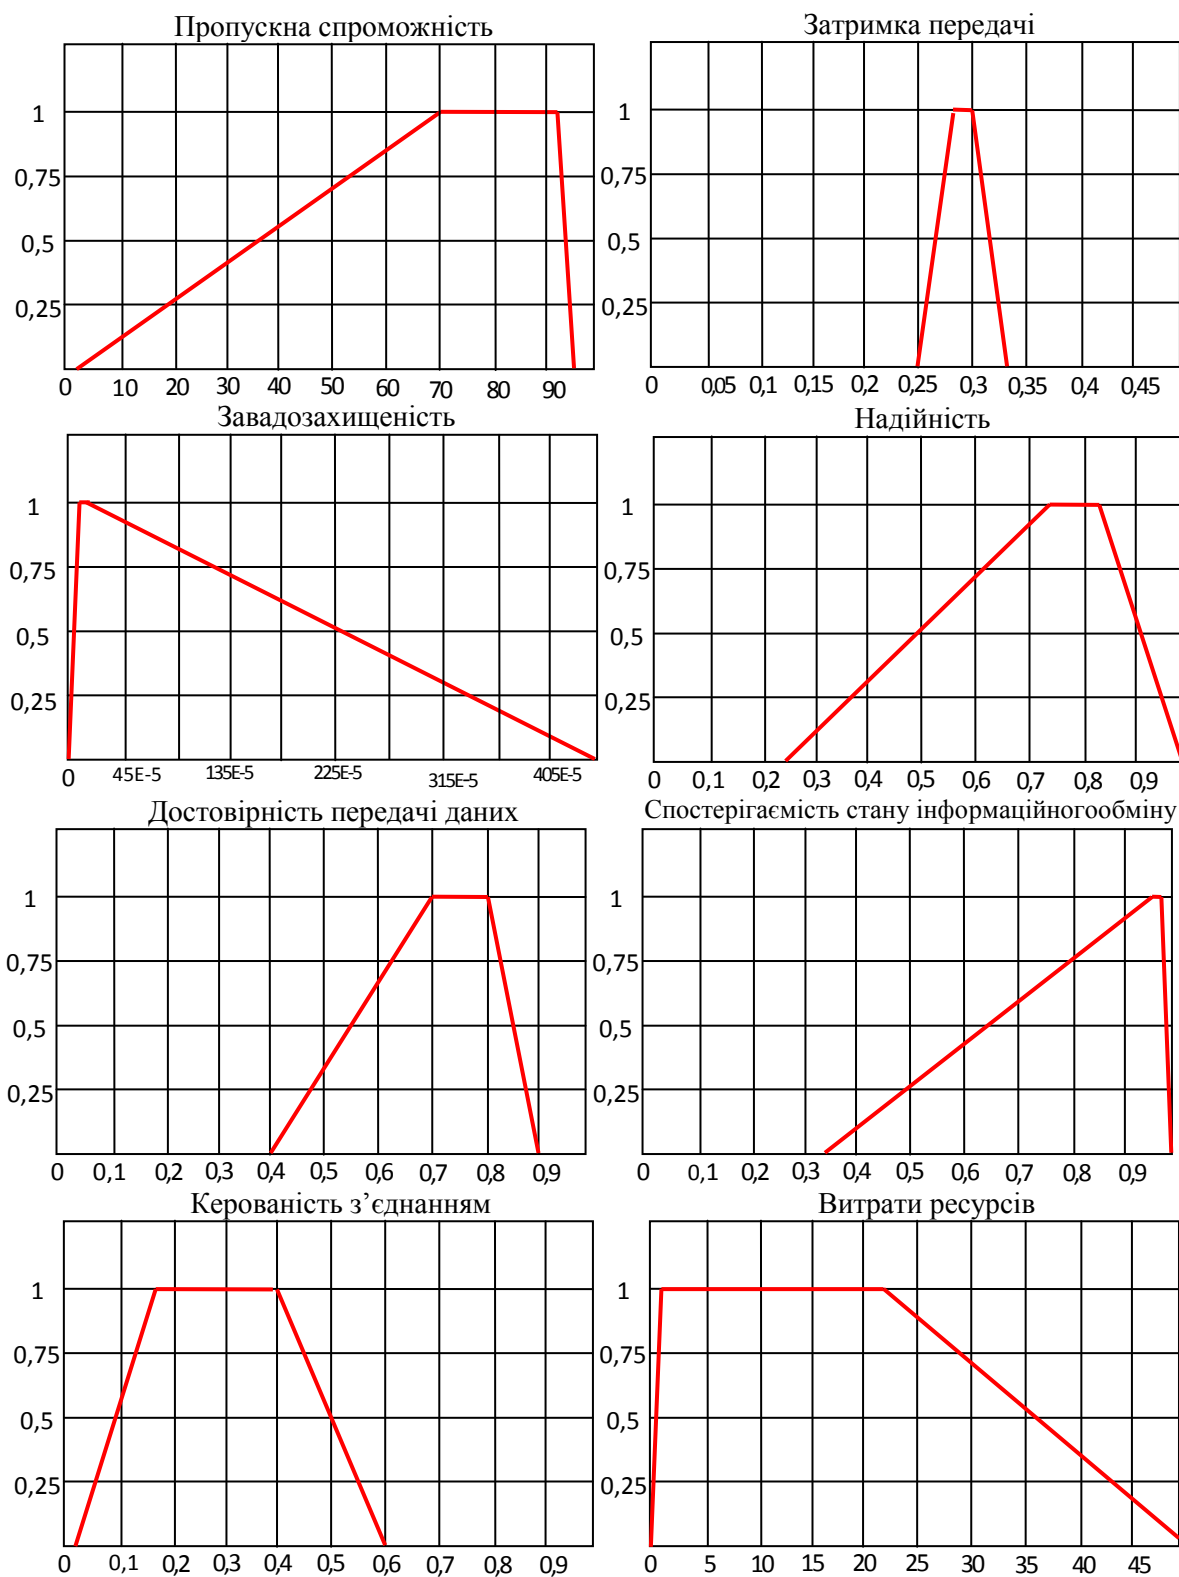 Пропускна спроможність
1
0,75
0,5
0,25
0 10 20 30 40 50 60 70 80 90
Затримка передачі
1
0,75
0,5
0,25
0 0,05 0,1 0,15 0,2 0,25 0,3 0,35 0,4 0,45
Завадозахищеність
1
0,75
0,5
0,25
0 45E-5 135E-5 225E-5 315E-5 405E-5
Надійність
1
0,75
0,5
0,25
0 0,1 0,2 0,3 0,4 0,5 0,6 0,7 0,8 0,9
Достовірність передачі даних
1
0,75
0,5
0,25
0 0,1 0,2 0,3 0,4 0,5 0,6 0,7 0,8 0,9
Спостерігаємість стану інформаційногообміну
1
0,75
0,5
0,25
0 0,1 0,2 0,3 0,4 0,5 0,6 0,7 0,8 0,9
Керованість з’єднанням
1
0,75
0,5
0,25
0 0,1 0,2 0,3 0,4 0,5 0,6 0,7 0,8 0,9
Витрати ресурсів
1
0,75
0,5
0,25
0 5 10 15 20 25 30 35 40 45